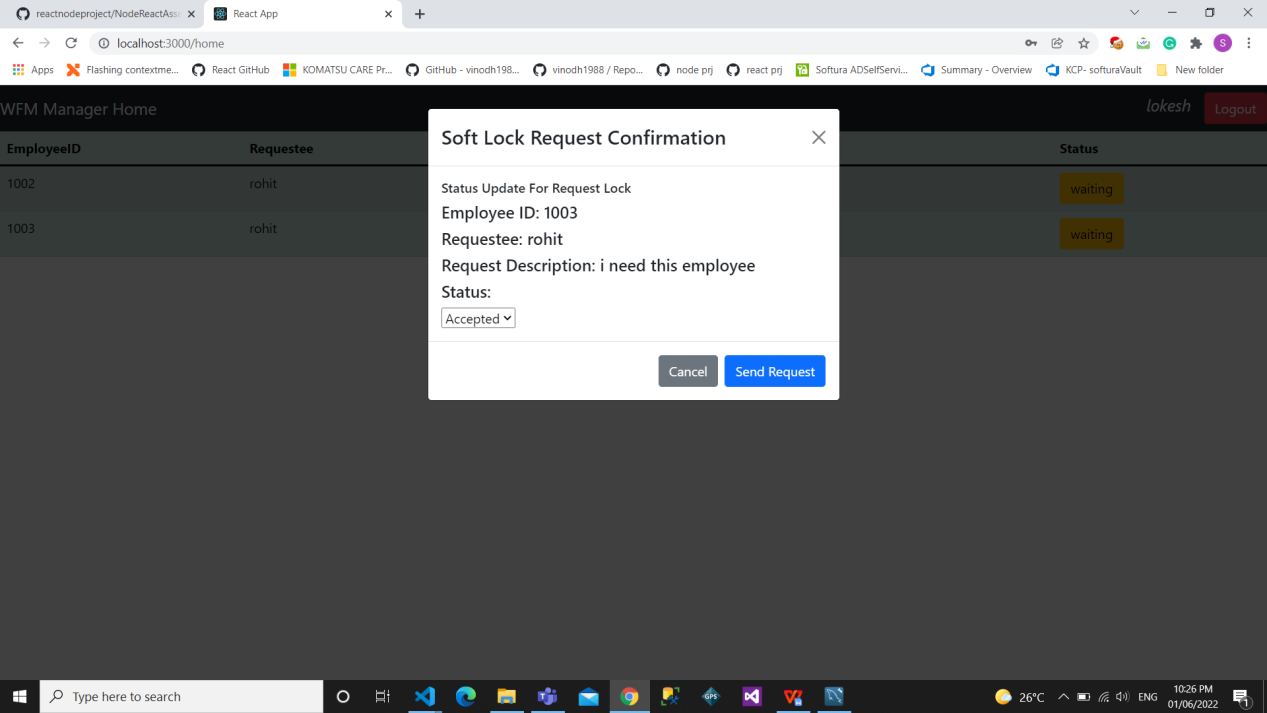 reactnodeproject/NodeReactAss
React App
localhost:3000/home
S
Apps
Flashing contextme...
React GitHub
KOMATSU CARE Pr...
GitHub - vinodh198...
vinodh1988 / Repo...
node prj
react prj
Softura ADSelfServi...
Summary - Overview
KCP- softuraVault
New folder
WFM Manager Home
lokesh
Logout
EmployeeID Requestee Status
1002 rohit waiting
1003 rohit waiting
Soft Lock Request Confirmation
Status Update For Request Lock
Employee ID: 1003
Requestee: rohit
Request Description: i need this employee
Status:
Accepted
Cancel Send Request
Type here to search
GPS
26°C
ENG
10:26 PM
01/06/2022
1